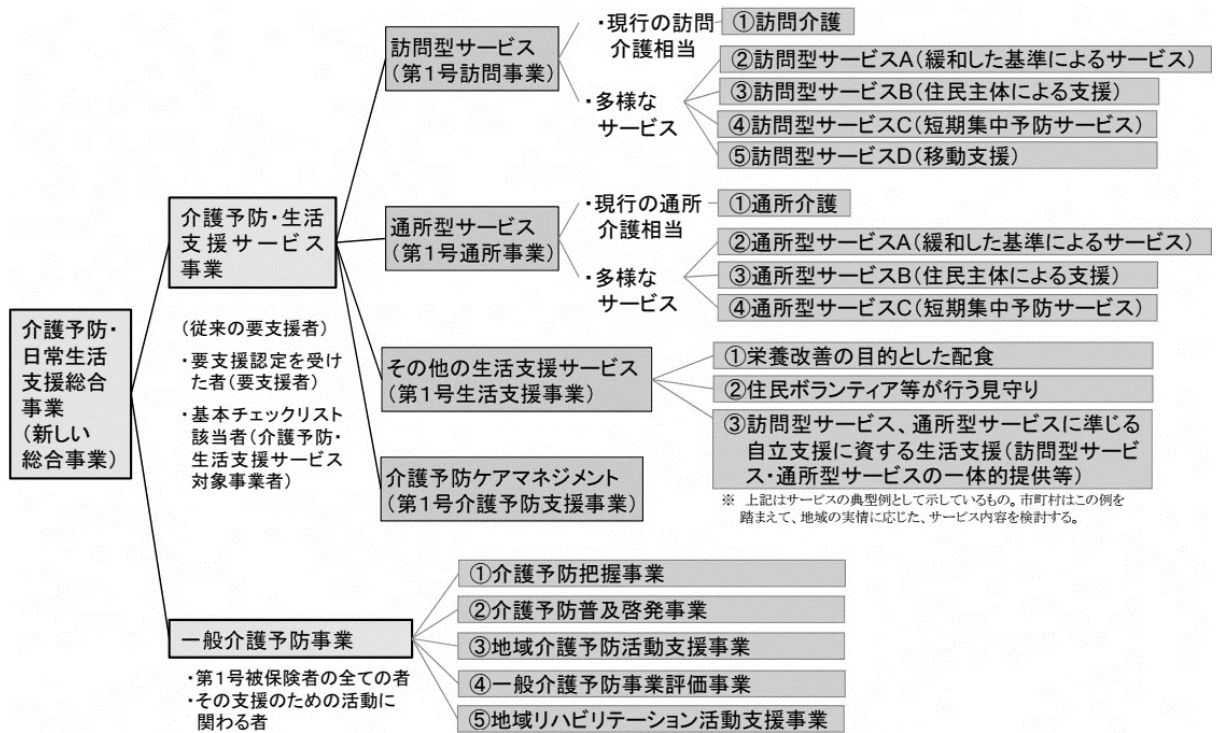 介護予防・
日常生活
支援総合
事業
(新しい
総合事業)
介護予防・生活
支援サービス
事業
(従来の要支援者)
・要支援認定を受け
た者(要支援者)
・基本チェックリスト
該当者(介護予防・
生活支援サービス
対象事業者)
訪問型サービス
(第1号訪問事業)
・現行の訪問
介護相当
①訪問介護
・多様な
サービス
②訪問型サービスA(緩和した基準によるサービス)
③訪問型サービスB(住民主体による支援)
④訪問型サービスC(短期集中予防サービス)
⑤訪問型サービスD(移動支援)
通所型サービス
(第1号通所事業)
・現行の通所
介護相当
①通所介護
・多様な
サービス
②通所型サービスA(緩和した基準によるサービス)
③通所型サービスB(住民主体による支援)
④通所型サービスC(短期集中予防サービス)
その他の生活支援サービス
(第1号生活支援事業)
①栄養改善の目的とした配食
②住民ボランティア等が行う見守り
③訪問型サービス、通所型サービスに準じる
自立支援に資する生活支援(訪問型サービ
ス・通所型サービスの一体的提供等)
介護予防ケアマネジメント
(第1号介護予防支援事業)
※ 上記はサービスの典型例として示しているもの。市町村はこの例を
踏まえて、地域の実情に応じた、サービス内容を検討する。
一般介護予防事業
・第1号被保険者の全ての者
・その支援のための活動に
関わる者
①介護予防把握事業
②介護予防普及啓発事業
③地域介護予防活動支援事業
④一般介護予防事業評価事業
⑤地域リハビリテーション活動支援事業